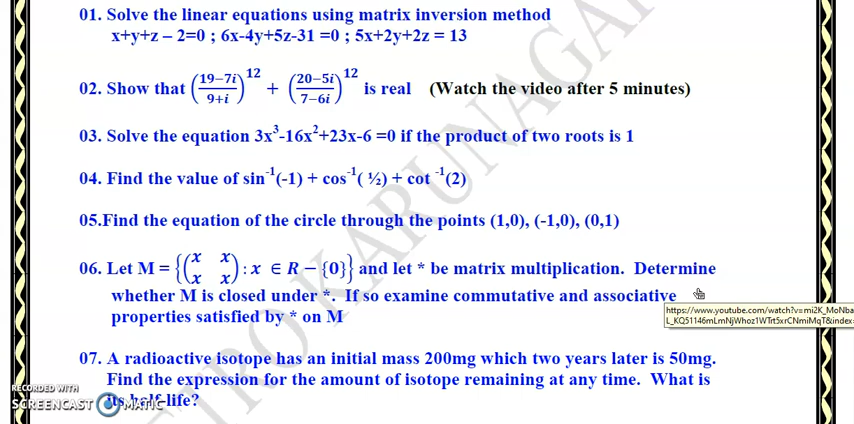 01. Solve the linear equations using matrix inversion method
x+y+z – 2=0 ; 6x-4y+5z-31 =0 ; 5x+2y+2z = 13
02. Show that ((19−7i)/(9+i))^12 + ((20−5i)/(7−6i))^12 is real (Watch the video after 5 minutes)
03. Solve the equation 3x³-16x²+23x-6 =0 if the product of two roots is 1
04. Find the value of sin⁻¹(-1) + cos⁻¹( ½) + cot ⁻¹(2)
05.Find the equation of the circle through the points (1,0), (-1,0), (0,1)
06. Let M = {(x x x x) : x ∈ R − {0}} and let * be matrix multiplication. Determine
whether M is closed under *. If so examine commutative and associative
properties satisfied by * on M
https://www.youtube.com/watch?v=mi2K_MoNba
L_KQ51146mLmNjWhoz1WTrt5xrCNmiMqT&index=
07. A radioactive isotope has an initial mass 200mg which two years later is 50mg.
Find the expression for the amount of isotope remaining at any time. What is
its half-life?
RECORDED WITH
SCREENCAST MATIC
KARUNAG